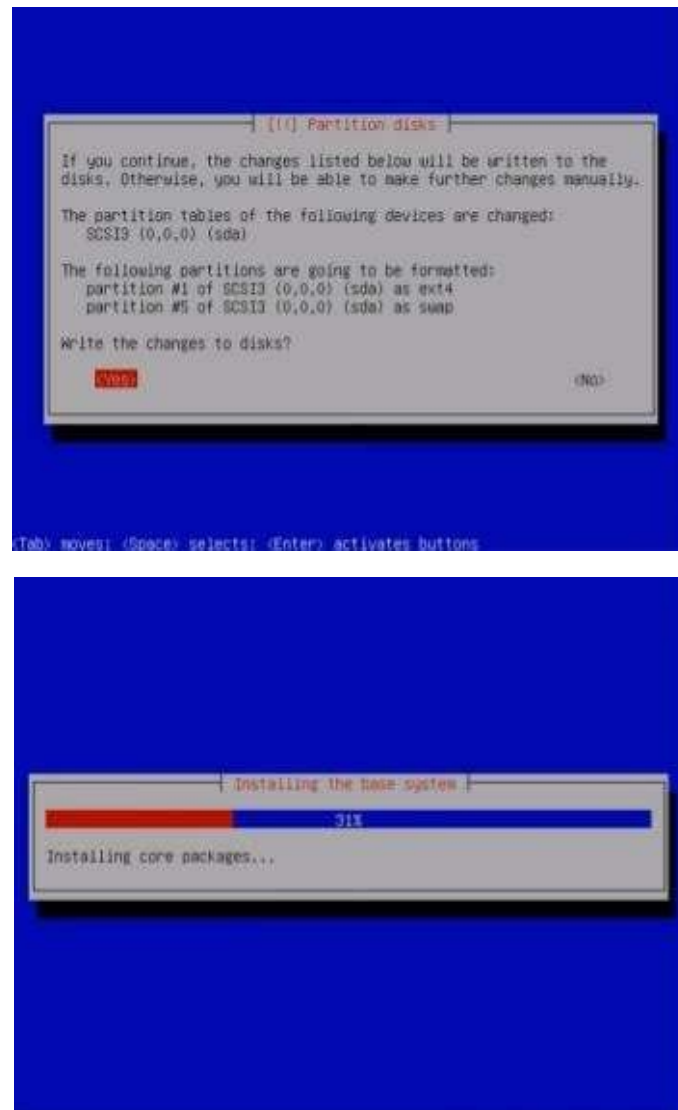 [!!] Partition disks
If you continue, the changes listed below will be written to the
disks. Otherwise, you will be able to make further changes manually.
The partition tables of the following devices are changed:
SCSI3 (0,0,0) (sda)
The following partitions are going to be formatted:
partition #1 of SCSI3 (0,0,0) (sda) as ext4
partition #5 of SCSI3 (0,0,0) (sda) as swap
Write the changes to disks?
<Yes> <No>
<Tab> moves; <Space> selects; <Enter> activates buttons
Installing the base system
31%
Installing core packages...